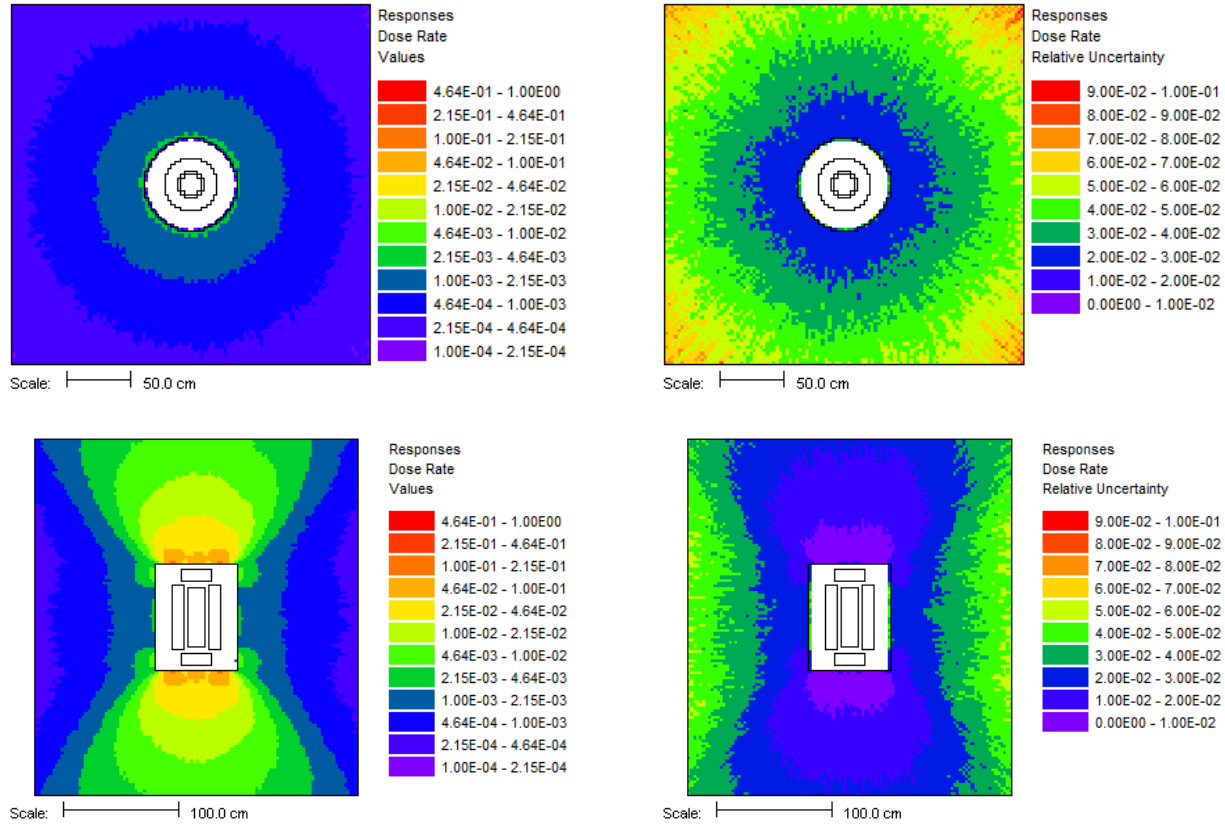 Responses
Dose Rate
Values
4.64E-01 - 1.00E00
2.15E-01 - 4.64E-01
1.00E-01 - 2.15E-01
4.64E-02 - 1.00E-01
2.15E-02 - 4.64E-02
1.00E-02 - 2.15E-02
4.64E-03 - 1.00E-02
2.15E-03 - 4.64E-03
1.00E-03 - 2.15E-03
4.64E-04 - 1.00E-03
2.15E-04 - 4.64E-04
1.00E-04 - 2.15E-04
Scale: 50.0 cm
Responses
Dose Rate
Relative Uncertainty
9.00E-02 - 1.00E-01
8.00E-02 - 9.00E-02
7.00E-02 - 8.00E-02
6.00E-02 - 7.00E-02
5.00E-02 - 6.00E-02
4.00E-02 - 5.00E-02
3.00E-02 - 4.00E-02
2.00E-02 - 3.00E-02
1.00E-02 - 2.00E-02
0.00E00 - 1.00E-02
Scale: 50.0 cm
Responses
Dose Rate
Values
4.64E-01 - 1.00E00
2.15E-01 - 4.64E-01
1.00E-01 - 2.15E-01
4.64E-02 - 1.00E-01
2.15E-02 - 4.64E-02
1.00E-02 - 2.15E-02
4.64E-03 - 1.00E-02
2.15E-03 - 4.64E-03
1.00E-03 - 2.15E-03
4.64E-04 - 1.00E-03
2.15E-04 - 4.64E-04
1.00E-04 - 2.15E-04
Scale: 100.0 cm
Responses
Dose Rate
Relative Uncertainty
9.00E-02 - 1.00E-01
8.00E-02 - 9.00E-02
7.00E-02 - 8.00E-02
6.00E-02 - 7.00E-02
5.00E-02 - 6.00E-02
4.00E-02 - 5.00E-02
3.00E-02 - 4.00E-02
2.00E-02 - 3.00E-02
1.00E-02 - 2.00E-02
0.00E00 - 1.00E-02
Scale: 100.0 cm